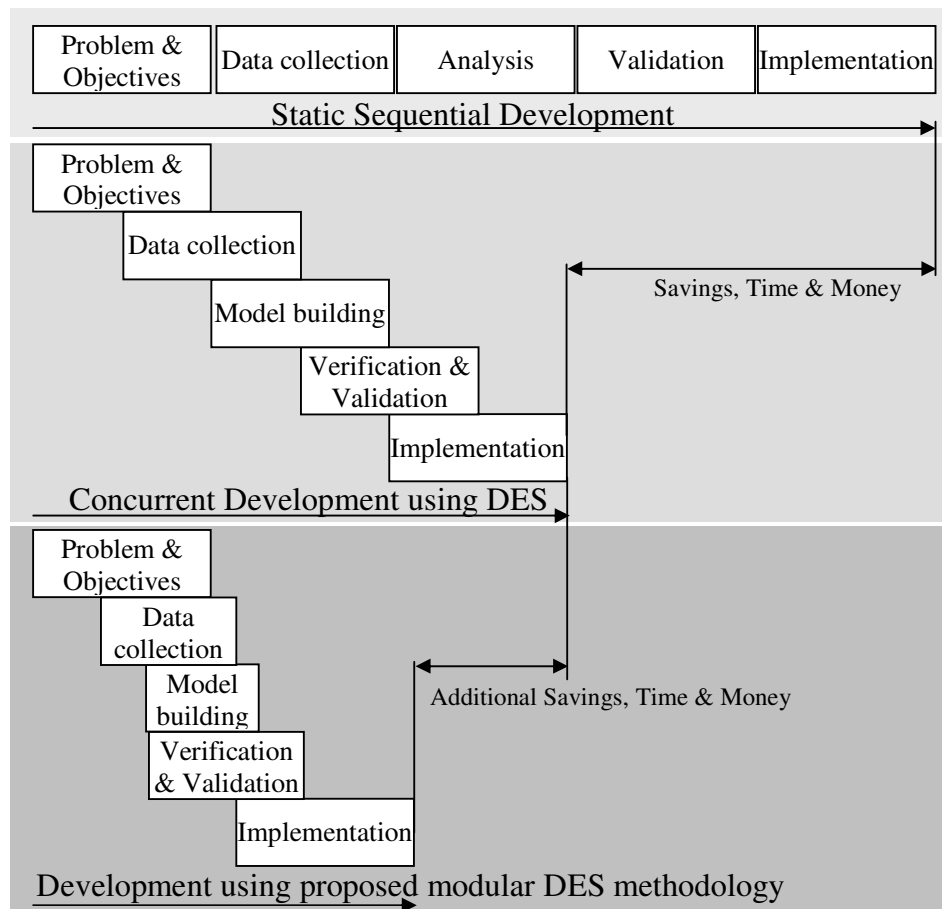 Problem &
Objectives
Data collection
Analysis
Validation
Implementation
Static Sequential Development
Problem &
Objectives
Data collection
Savings, Time & Money
Model building
Verification &
Validation
Implementation
Concurrent Development using DES
Problem &
Objectives
Data
collection
Model
building
Additional Savings, Time & Money
Verification
& Validation
Implementation
Development using proposed modular DES methodology